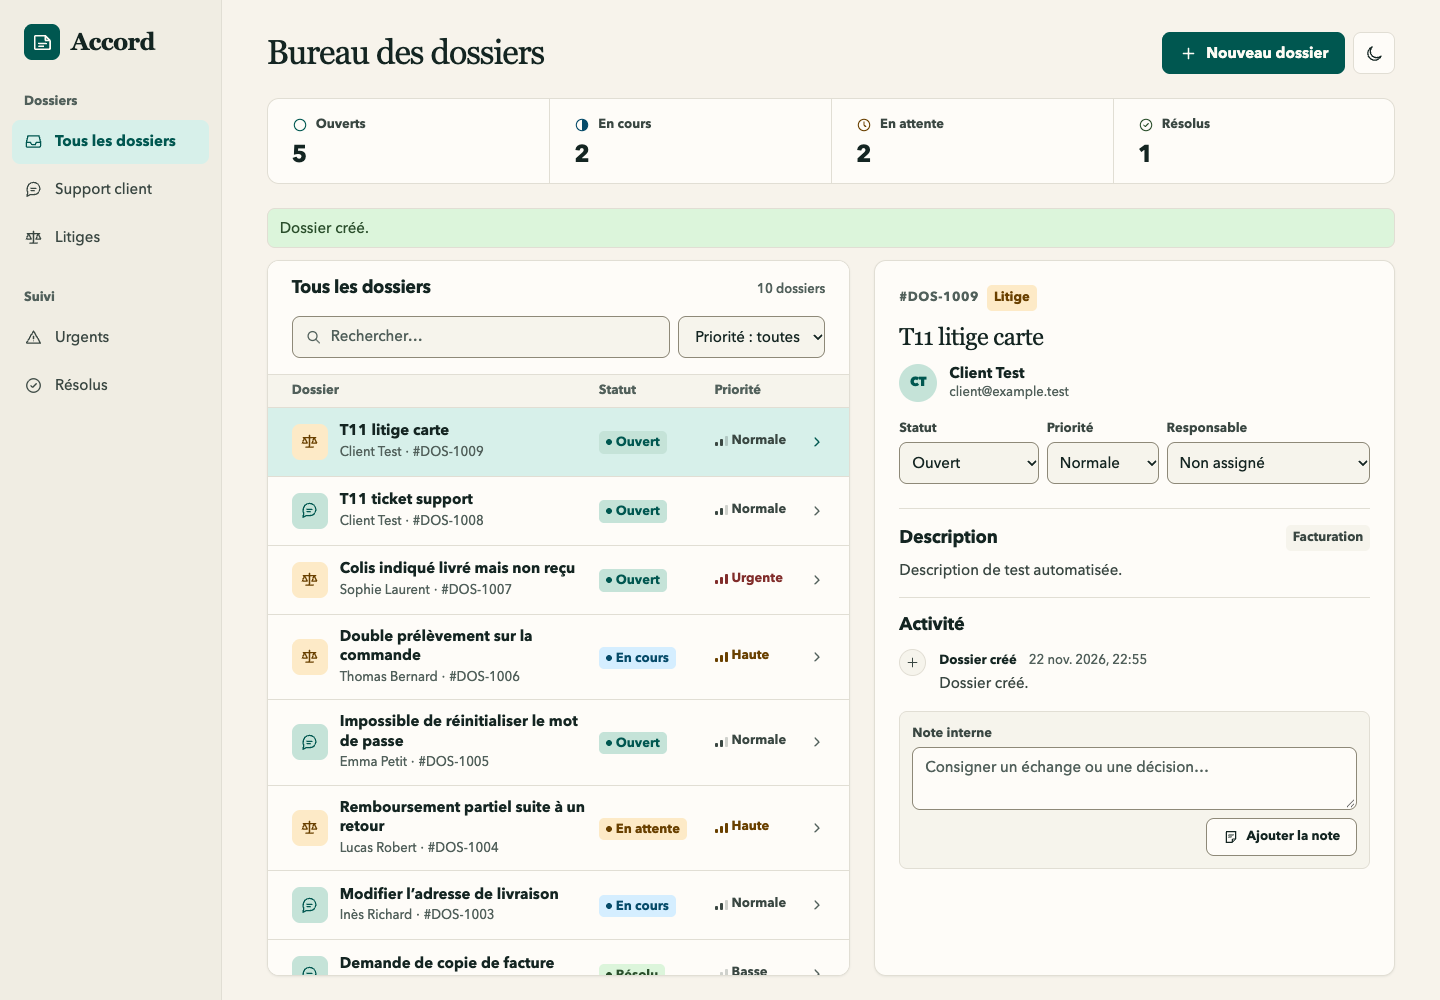 Accord
Dossiers
Tous les dossiers
Support client
Litiges
Suivi
Urgents
Résolus
Bureau des dossiers
Nouveau dossier
Ouverts
5
En cours
2
En attente
2
Résolus
1
Dossier créé.
Tous les dossiers
10 dossiers
Rechercher...
Priorité : toutes
Dossier Statut Priorité
T11 litige carte
Client Test · #DOS-1009
Ouvert
Normale
T11 ticket support
Client Test · #DOS-1008
Ouvert
Normale
Colis indiqué livré mais non reçu
Sophie Laurent · #DOS-1007
Ouvert
Urgente
Double prélèvement sur la
commande
Thomas Bernard · #DOS-1006
En cours
Haute
Impossible de réinitialiser le mot
de passe
Emma Petit · #DOS-1005
Ouvert
Normale
Remboursement partiel suite à un
retour
Lucas Robert · #DOS-1004
En attente
Haute
Modifier l’adresse de livraison
Inès Richard · #DOS-1003
En cours
Normale
Demande de copie de facture
Résolu
Basse
#DOS-1009 Litige
T11 litige carte
CT
Client Test
client@example.test
Statut
Ouvert
Priorité
Normale
Responsable
Non assigné
Description
Facturation
Description de test automatisée.
Activité
Dossier créé 22 nov. 2026, 22:55
Dossier créé.
Note interne
Consigner un échange ou une décision...
Ajouter la note